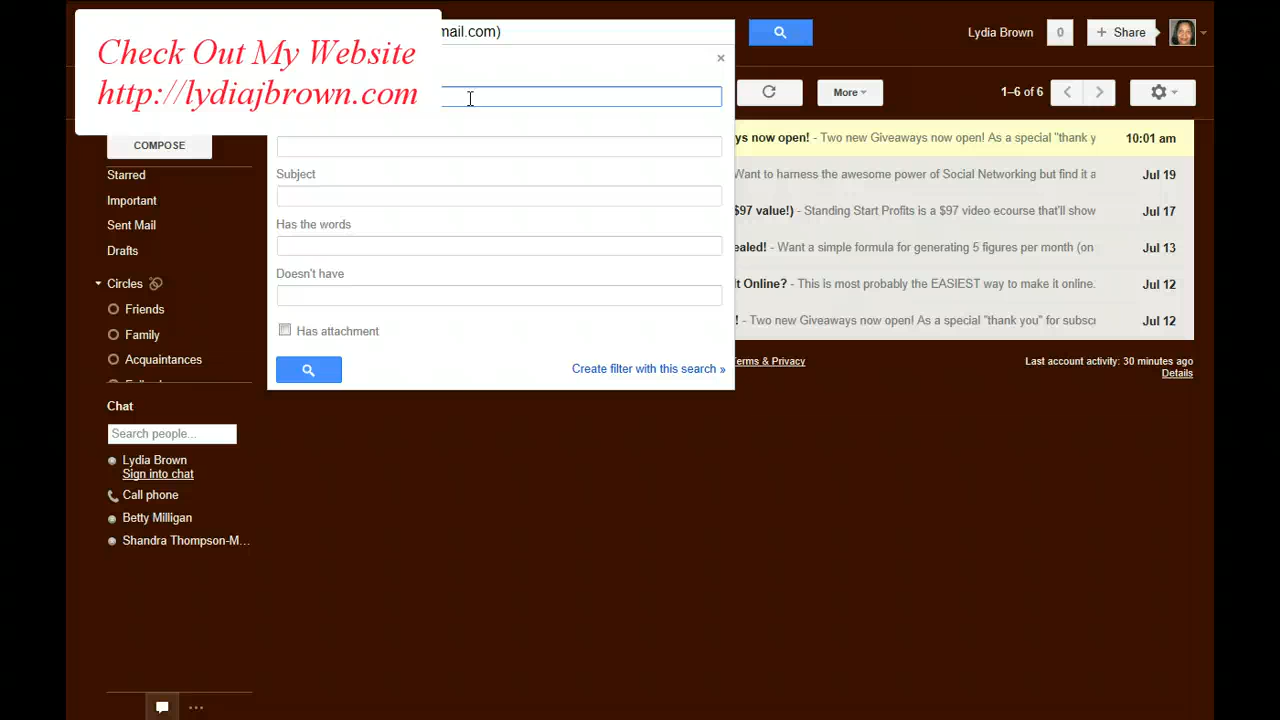 Check Out My Website
http://lydiajbrown.com
mail.com)
Lydia Brown
0
+ Share
More
1–6 of 6
COMPOSE
Starred
Important
Sent Mail
Drafts
Circles
Friends
Family
Acquaintances
Chat
Search people...
Lydia Brown
Sign into chat
Call phone
Betty Milligan
Shandra Thompson-M...
Subject
Has the words
Doesn't have
Has attachment
Create filter with this search »
ys now open! - Two new Giveaways now open! As a special "thank y
10:01 am
Want to harness the awesome power of Social Networking but find it a
Jul 19
$97 value!) - Standing Start Profits is a $97 video ecourse that'll show
Jul 17
ealed! - Want a simple formula for generating 5 figures per month (on
Jul 13
it Online? - This is most probably the EASIEST way to make it online.
Jul 12
! - Two new Giveaways now open! As a special "thank you" for subsc
Jul 12
Terms & Privacy
Last account activity: 30 minutes ago
Details